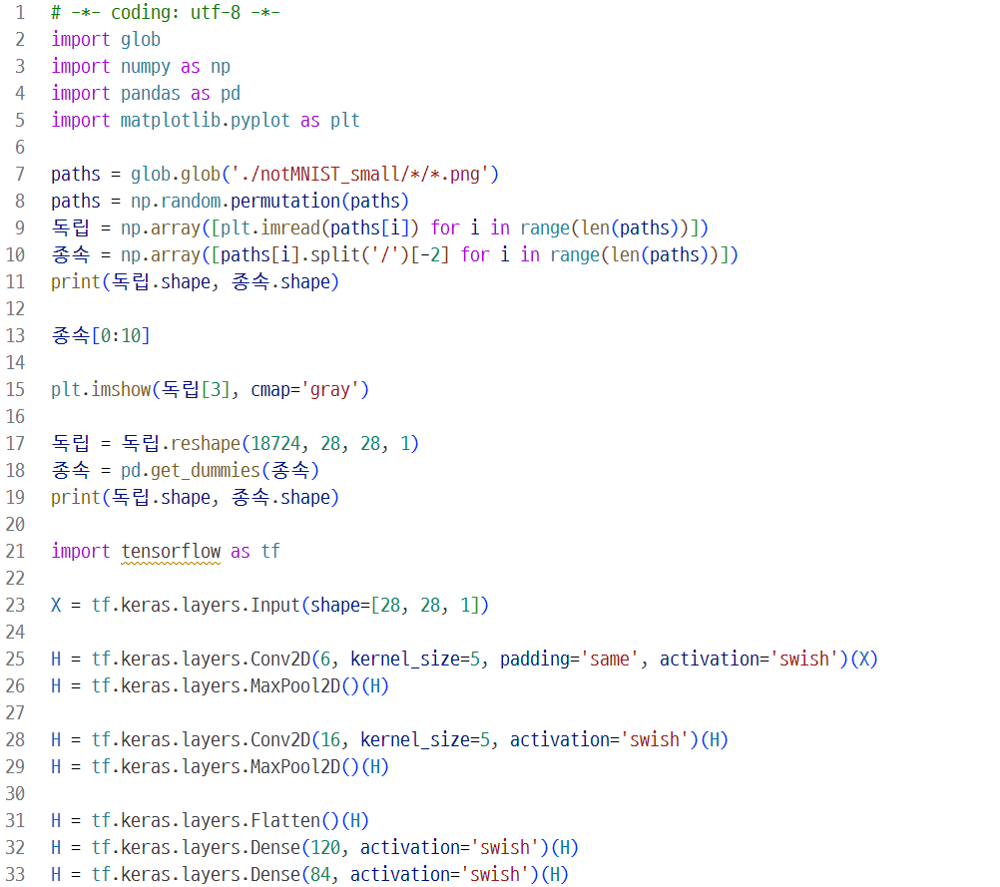 1 # -*- coding: utf-8 -*-
2 import glob
3 import numpy as np
4 import pandas as pd
5 import matplotlib.pyplot as plt
6
7 paths = glob.glob('./notMNIST_small/*/*.png')
8 paths = np.random.permutation(paths)
9 독립 = np.array([plt.imread(paths[i]) for i in range(len(paths))])
10 종속 = np.array([paths[i].split('/')[-2] for i in range(len(paths))])
11 print(독립.shape, 종속.shape)
12
13 종속[0:10]
14
15 plt.imshow(독립[3], cmap='gray')
16
17 독립 = 독립.reshape(18724, 28, 28, 1)
18 종속 = pd.get_dummies(종속)
19 print(독립.shape, 종속.shape)
20
21 import tensorflow as tf
22
23 X = tf.keras.layers.Input(shape=[28, 28, 1])
24
25 H = tf.keras.layers.Conv2D(6, kernel_size=5, padding='same', activation='swish')(X)
26 H = tf.keras.layers.MaxPool2D()(H)
27
28 H = tf.keras.layers.Conv2D(16, kernel_size=5, activation='swish')(H)
29 H = tf.keras.layers.MaxPool2D()(H)
30
31 H = tf.keras.layers.Flatten()(H)
32 H = tf.keras.layers.Dense(120, activation='swish')(H)
33 H = tf.keras.layers.Dense(84, activation='swish')(H)